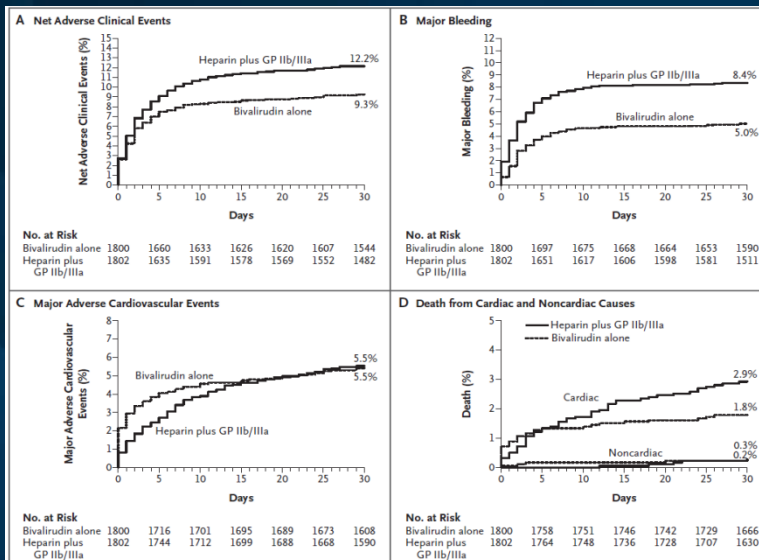 A Net Adverse Clinical Events
Net Adverse Clinical Events (%)
15
14
13
12
11
10
9
8
7
6
5
4
3
2
1
0
Heparin plus GP IIb/IIIa
12.2%
Bivalirudin alone
9.3%
0 5 10 15 20 25 30
Days
No. at Risk
Bivalirudin alone 1800 1660 1633 1626 1620 1607 1544
Heparin plus 1802 1635 1591 1578 1569 1552 1482
GP IIb/IIIa
B Major Bleeding
Major Bleeding (%)
12
11
10
9
8
7
6
5
4
3
2
1
0
Heparin plus GP IIb/IIIa
8.4%
Bivalirudin alone
5.0%
0 5 10 15 20 25 30
Days
No. at Risk
Bivalirudin alone 1800 1697 1675 1668 1664 1653 1590
Heparin plus 1802 1651 1617 1606 1598 1581 1511
GP IIb/IIIa
C Major Adverse Cardiovascular Events
Major Adverse Cardiovascular
Events (%)
8
7
6
5
4
3
2
1
0
Bivalirudin alone
5.5%
5.5%
Heparin plus GP IIb/IIIa
0 5 10 15 20 25 30
Days
No. at Risk
Bivalirudin alone 1800 1716 1701 1695 1689 1673 1608
Heparin plus 1802 1744 1712 1699 1688 1668 1590
GP IIb/IIIa
D Death from Cardiac and Noncardiac Causes
Death (%)
5
4
3
2
1
0
Heparin plus GP IIb/IIIa
Bivalirudin alone
2.9%
Cardiac
1.8%
Noncardiac
0.3%
0.2%
0 5 10 15 20 25 30
Days
No. at Risk
Bivalirudin alone 1800 1758 1751 1746 1742 1729 1666
Heparin plus 1802 1764 1748 1736 1728 1707 1630
GP IIb/IIIa